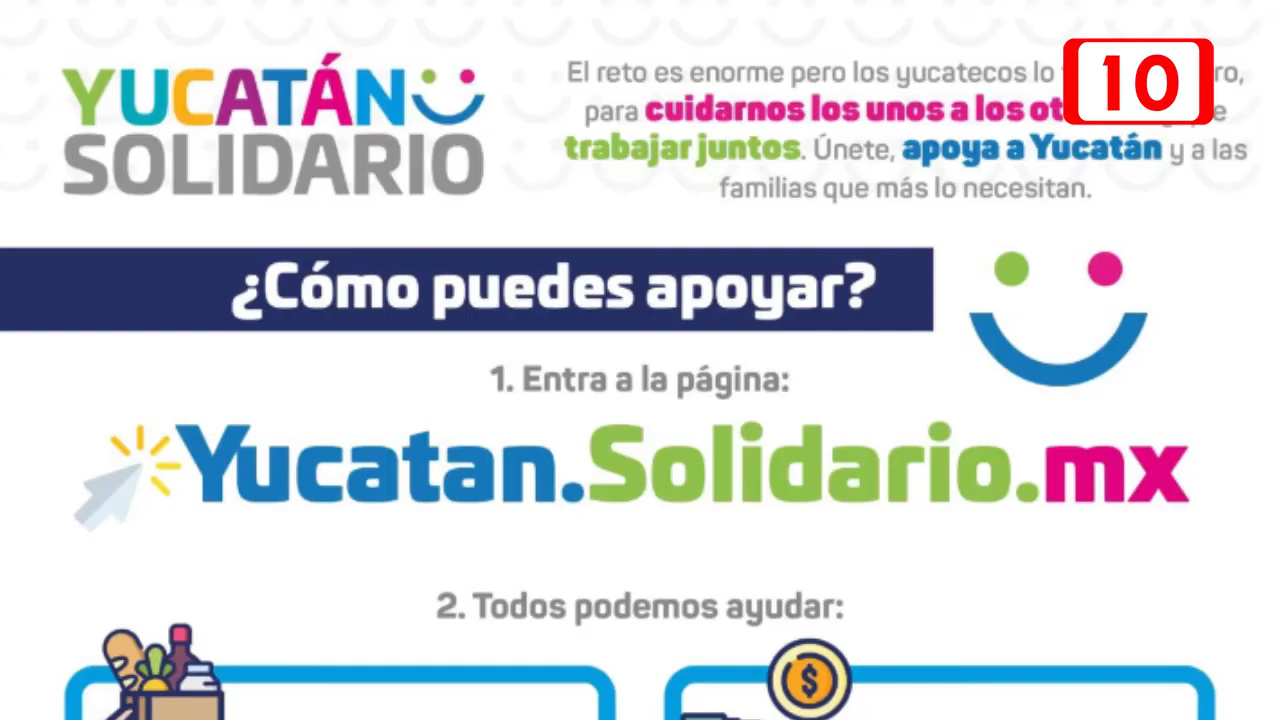 YUCATÁN
SOLIDARIO
El reto es enorme pero los yucatecos lo ro,
para cuidarnos los unos a los ot e
trabajar juntos. Únete, apoya a Yucatán y a las
familias que más lo necesitan.
10
¿Cómo puedes apoyar?
1. Entra a la página:
Yucatan.Solidario.mx
2. Todos podemos ayudar:
$